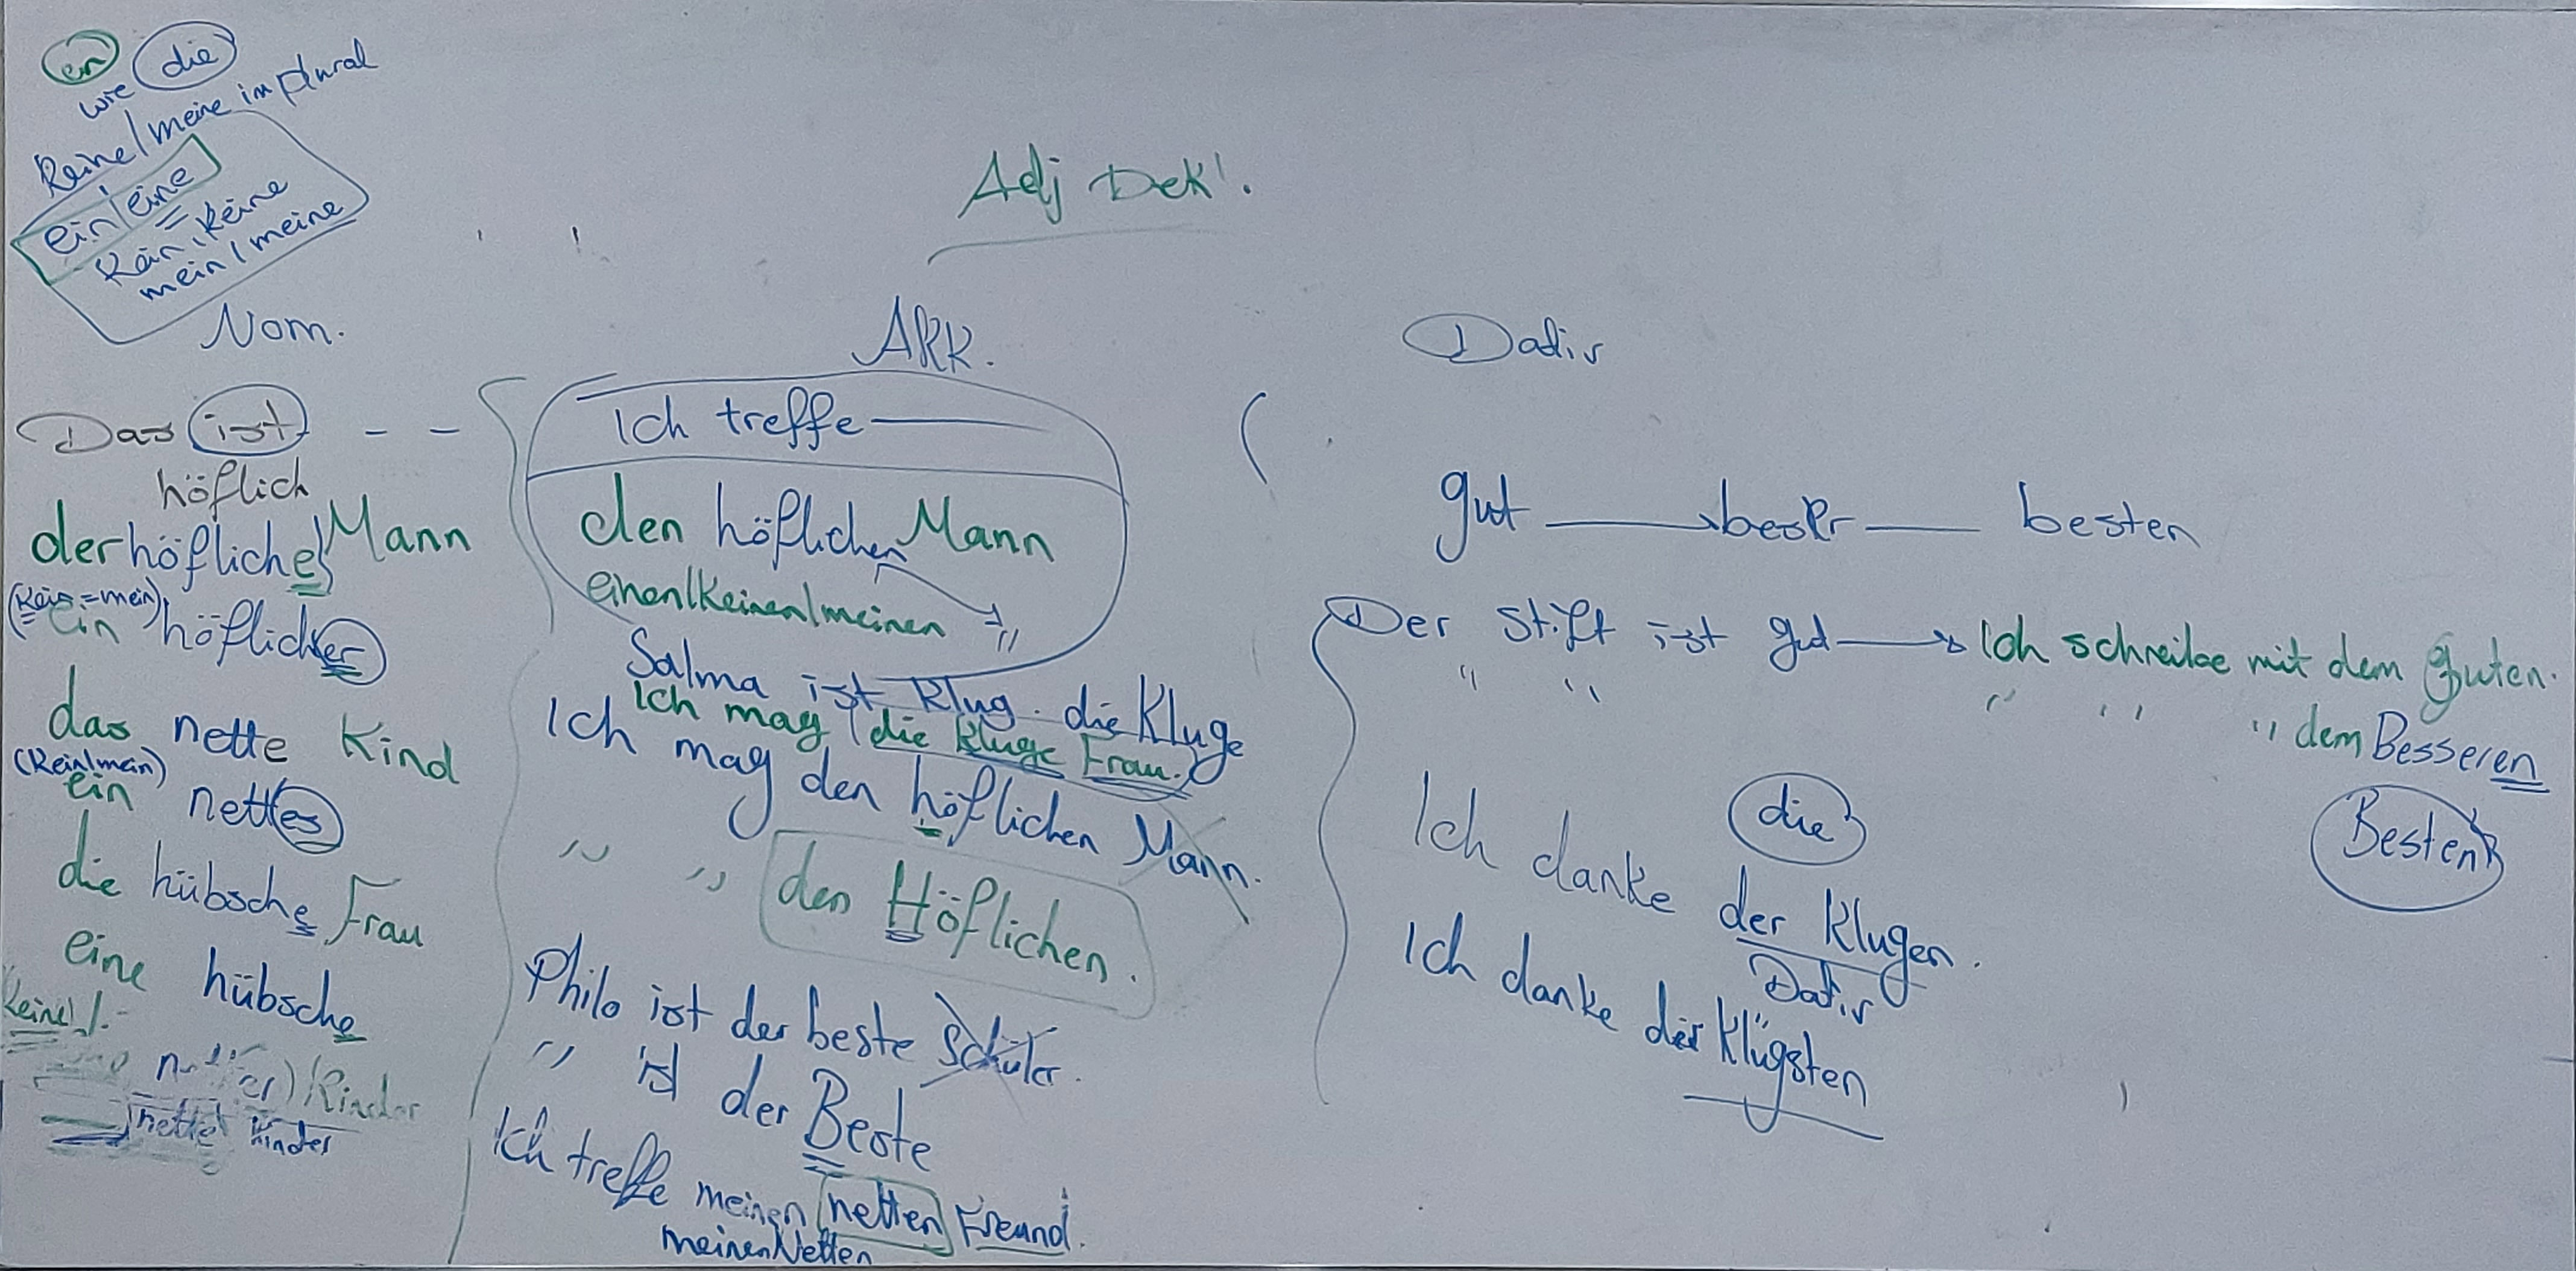 en die
wie
keine/meine im plural
ein/eine
kein/keine
mein/meine
Adj Dek'.
Nom.
Das ist - -
höflich
der höfliche Mann
(kein=mein)
ein höflicher
das nette Kind
(kein/mein)
ein nettes
die hübsche Frau
eine hübsche
keine/.-
Kinder
nette Kinder
Akk.
Ich treffe
den höflichen Mann
einen/keinen/meinen "
Salma ist klug. die Kluge
Ich mag die kluge Frau.
Ich mag den höflichen Mann.
" " den Höflichen.
Philo ist der beste Schüler.
" ist der Beste
Ich treffe meinen netten Freund.
meinen Netten
Dativ
gut besser besten
Der Stift ist gut → Ich schreibe mit dem Guten.
" " " " " dem Besseren
Besten
die
Ich danke der Klugen.
Dativ
Ich danke der Klügsten